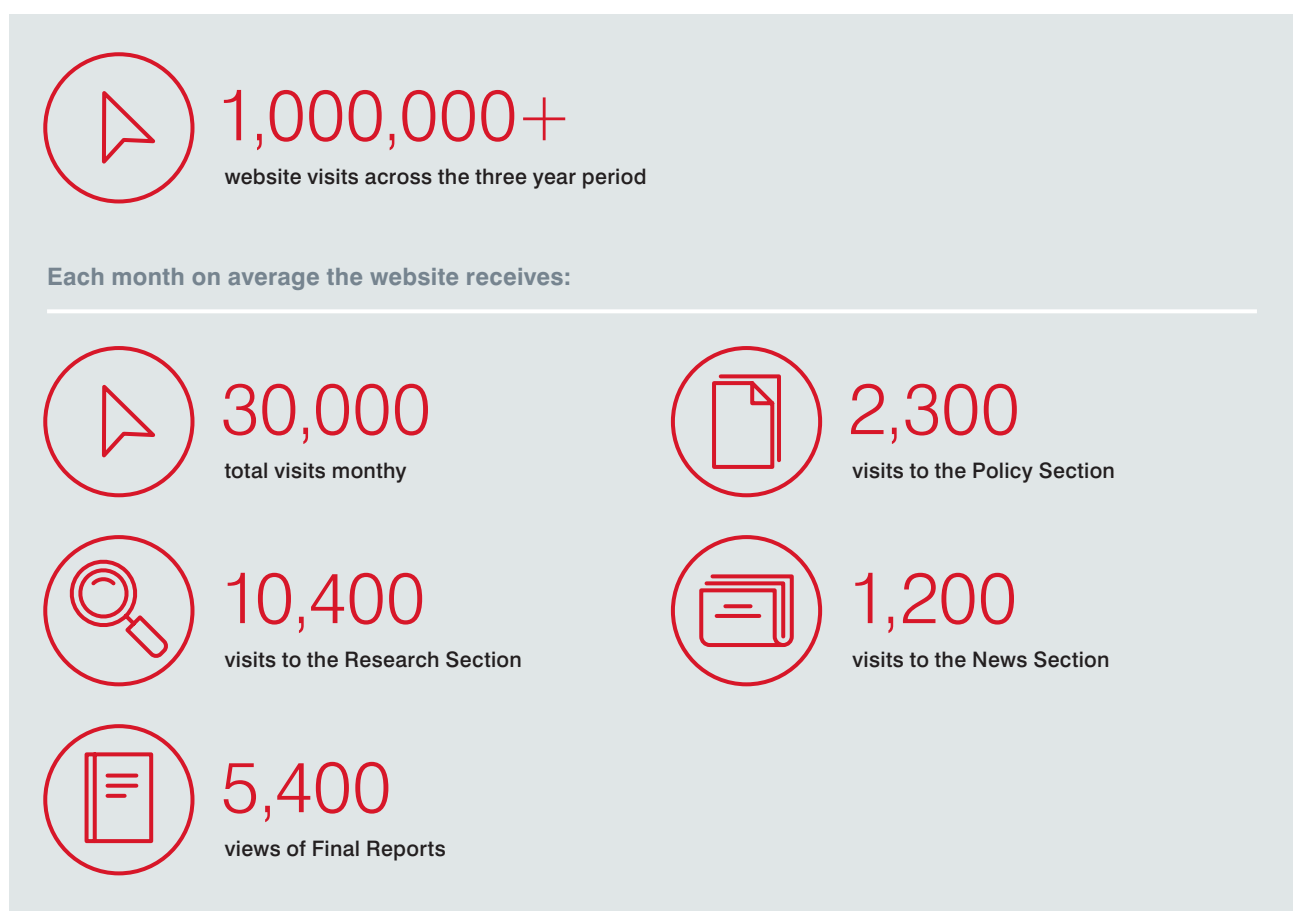 1,000,000+
website visits across the three year period
Each month on average the website receives:
30,000
total visits monthy
2,300
visits to the Policy Section
10,400
visits to the Research Section
1,200
visits to the News Section
5,400
views of Final Reports